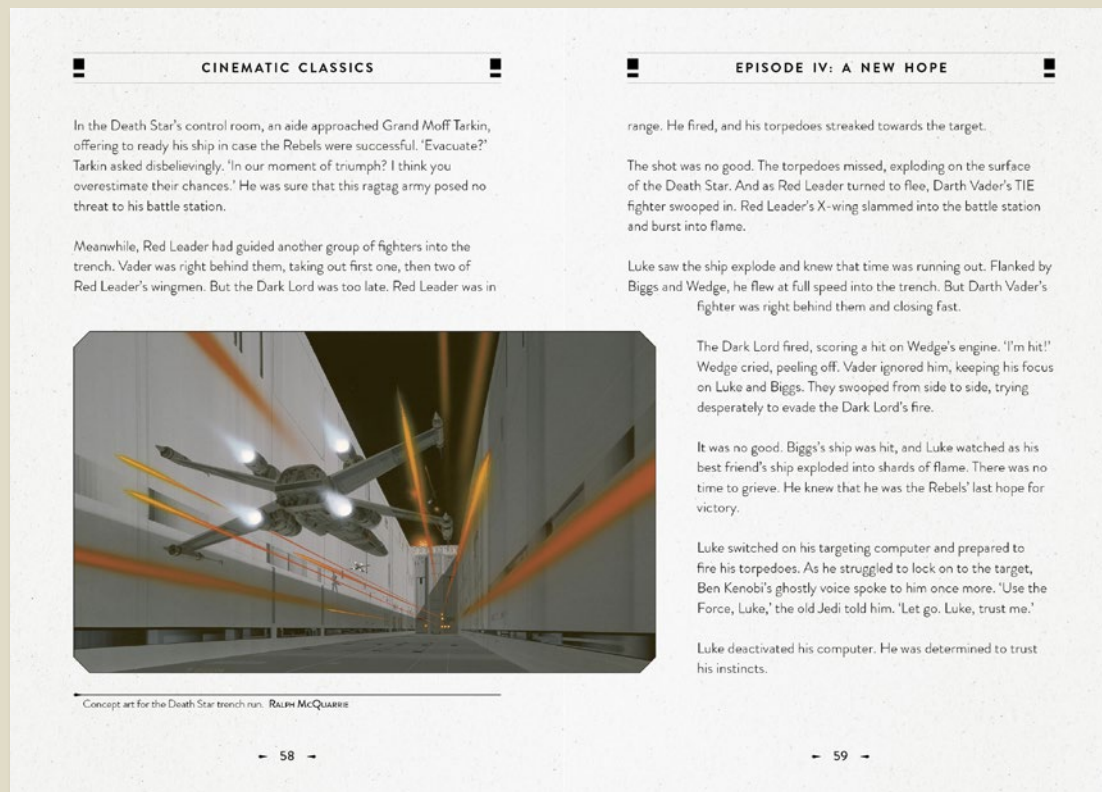 CINEMATIC CLASSICS
In the Death Star's control room, an aide approached Grand Moff Tarkin,
offering to ready his ship in case the Rebels were successful. 'Evacuate?'
Tarkin asked disbelievingly. 'In our moment of triumph? I think you
overestimate their chances.' He was sure that this ragtag army posed no
threat to his battle station.
Meanwhile, Red Leader had guided another group of fighters into the
trench. Vader was right behind them, taking out first one, then two of
Red Leader's wingmen. But the Dark Lord was too late. Red Leader was in
Concept art for the Death Star trench run. RALPH MCQUARRIE
58
EPISODE IV: A NEW HOPE
range. He fired, and his torpedoes streaked towards the target.
The shot was no good. The torpedoes missed, exploding on the surface
of the Death Star. And as Red Leader turned to flee, Darth Vader's TIE
fighter swooped in. Red Leader's X-wing slammed into the battle station
and burst into flame.
Luke saw the ship explode and knew that time was running out. Flanked by
Biggs and Wedge, he flew at full speed into the trench. But Darth Vader's
fighter was right behind them and closing fast.
The Dark Lord fired, scoring a hit on Wedge's engine. 'I'm hit!'
Wedge cried, peeling off. Vader ignored him, keeping his focus
on Luke and Biggs. They swooped from side to side, trying
desperately to evade the Dark Lord's fire.
It was no good. Biggs's ship was hit, and Luke watched as his
best friend's ship exploded into shards of flame. There was no
time to grieve. He knew that he was the Rebels' last hope for
victory.
Luke switched on his targeting computer and prepared to
fire his torpedoes. As he struggled to lock on to the target,
Ben Kenobi's ghostly voice spoke to him once more. 'Use the
Force, Luke,' the old Jedi told him. 'Let go. Luke, trust me.'
Luke deactivated his computer. He was determined to trust
his instincts.
59